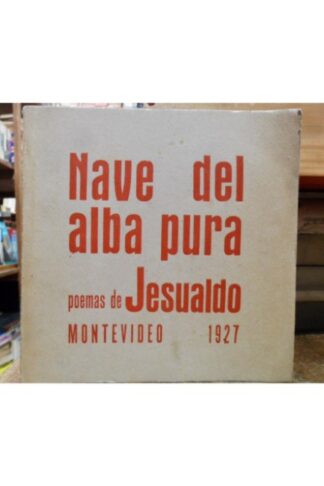 Nave del
alba pura
poemas de Jesualdo
MONTEVIDEO 1927